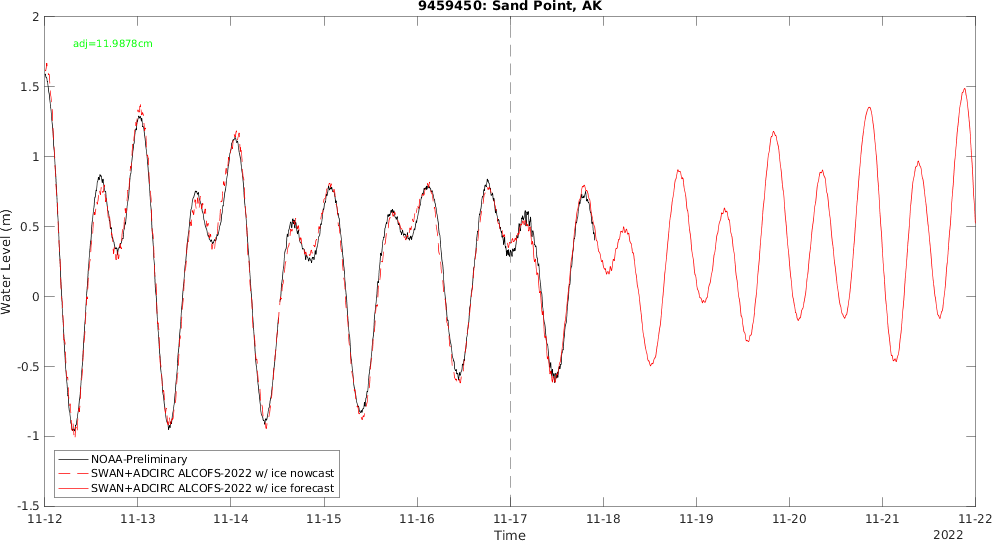 9459450: Sand Point, AK
adj=11.9878cm
2
1.5
1
0.5
0
-0.5
-1
-1.5
Water Level (m)
NOAA-Preliminary
SWAN+ADCIRC ALCOFS-2022 w/ ice nowcast
SWAN+ADCIRC ALCOFS-2022 w/ ice forecast
11-12 11-13 11-14 11-15 11-16 11-17 11-18 11-19 11-20 11-21 11-22
Time
2022